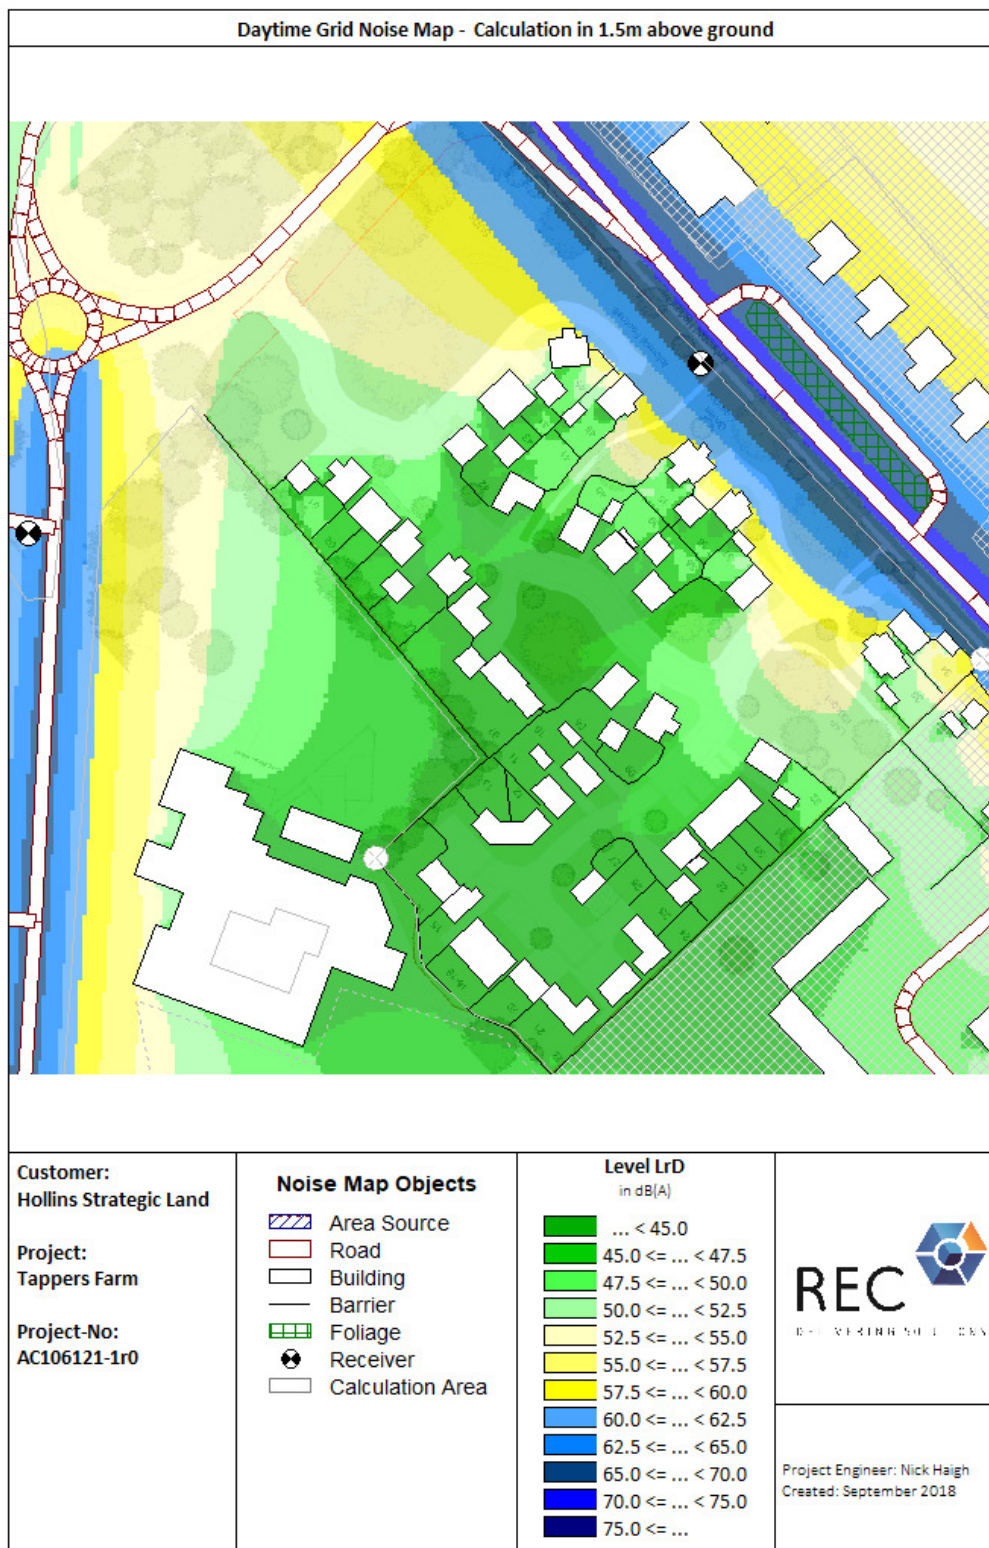 Daytime Grid Noise Map - Calculation in 1.5m above ground
Customer:
Hollins Strategic Land
Project:
Tappers Farm
Project-No:
AC106121-1r0
Noise Map Objects
Area Source
Road
Building
Barrier
Foliage
Receiver
Calculation Area
Level LrD
in dB(A)
... < 45.0
45.0 <= ... < 47.5
47.5 <= ... < 50.0
50.0 <= ... < 52.5
52.5 <= ... < 55.0
55.0 <= ... < 57.5
57.5 <= ... < 60.0
60.0 <= ... < 62.5
62.5 <= ... < 65.0
65.0 <= ... < 70.0
70.0 <= ... < 75.0
75.0 <= ...
REC
DELIVERING SOLUTIONS
Project Engineer: Nick Haigh
Created: September 2018